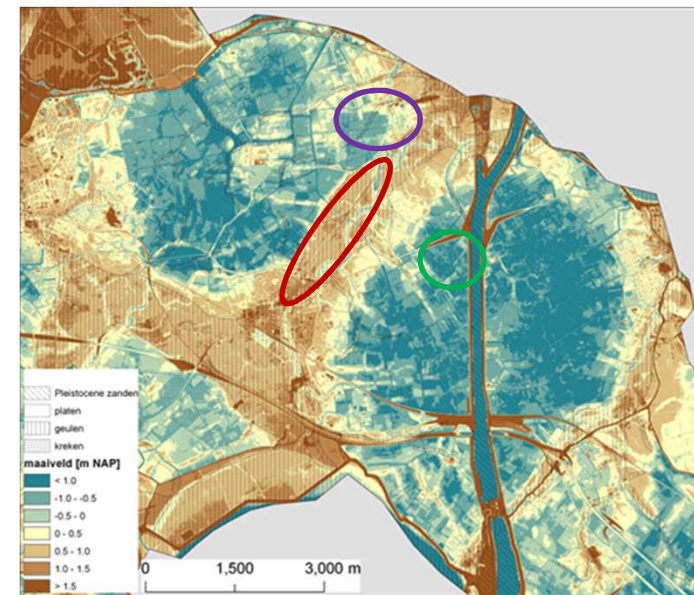 Pleistocene zanden
platen
geulen
kreken
maaiveld [m NAP]
< 1.0
-1.0 - -0.5
-0.5 - 0
0 - 0.5
0.5 - 1.0
1.0 - 1.5
> 1.5
0 1,500 3,000 m